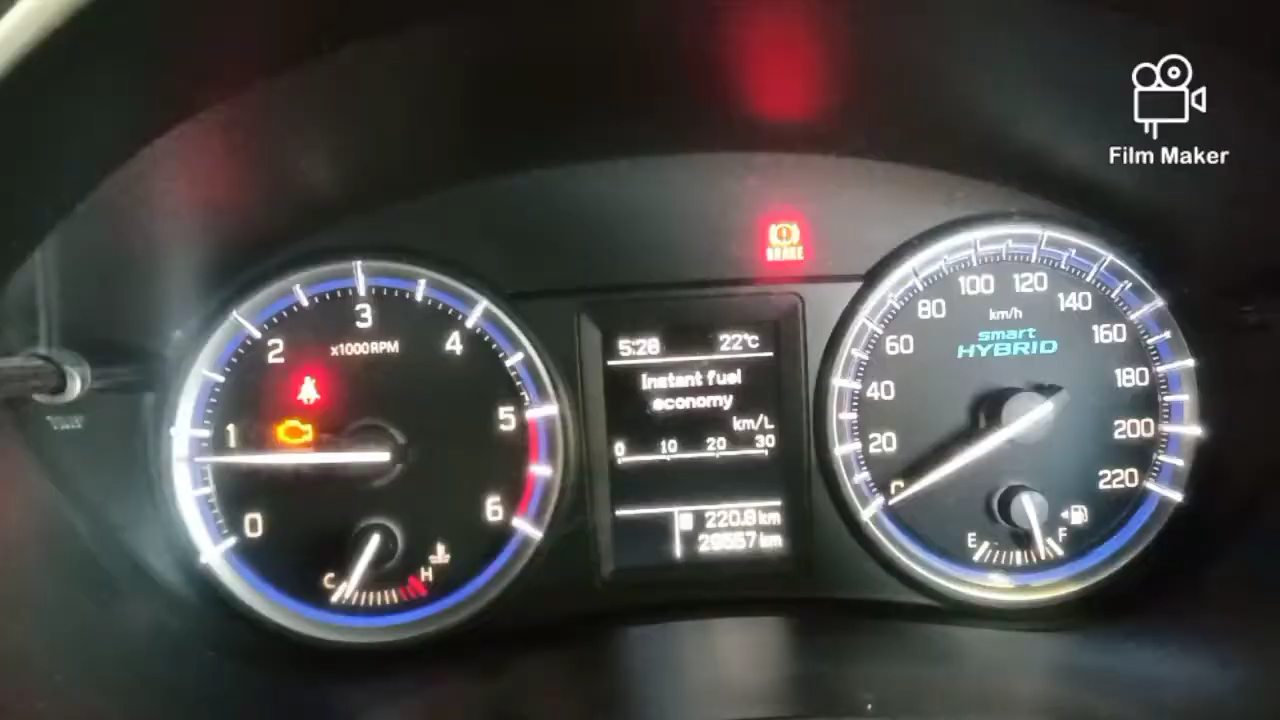 Film Maker
BRAKE
0
1
2
3
4
5
6
x1000RPM
C
H
5:28 22°C
Instant fuel
economy
km/L
0 10 20 30
220.8 km
29557 km
0
20
40
60
80
100
120
140
160
180
200
220
km/h
smart
HYBRID
E
F